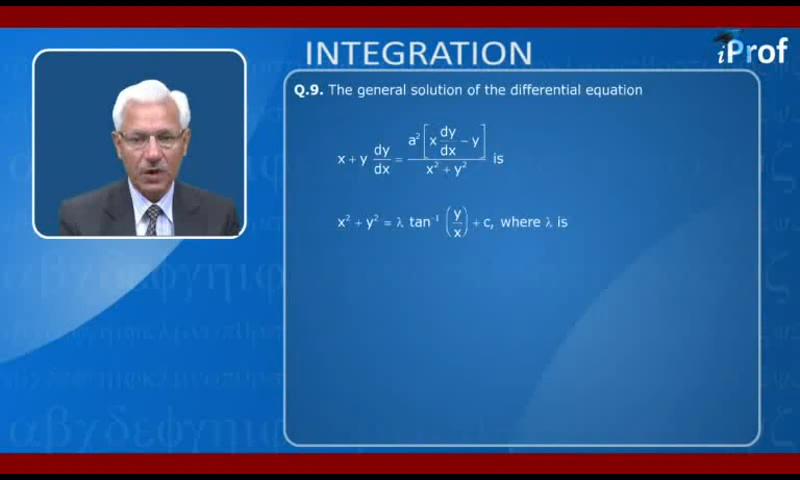 INTEGRATION
iProf
Q.9. The general solution of the differential equation
x + y dy/dx = a² [x dy/dx − y] / x² + y² is
x² + y² = λ tan⁻¹ (y/x) + c, where λ is